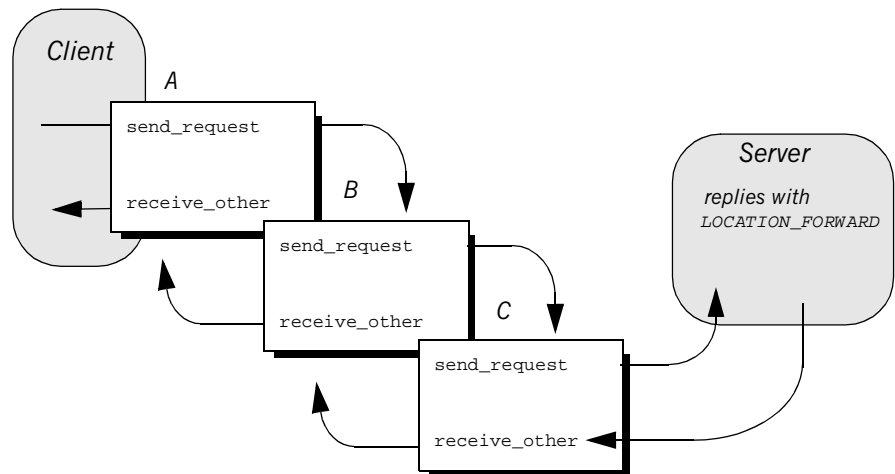 Client
A
send_request
receive_other
B
send_request
receive_other
C
send_request
receive_other
Server
replies with
LOCATION_FORWARD